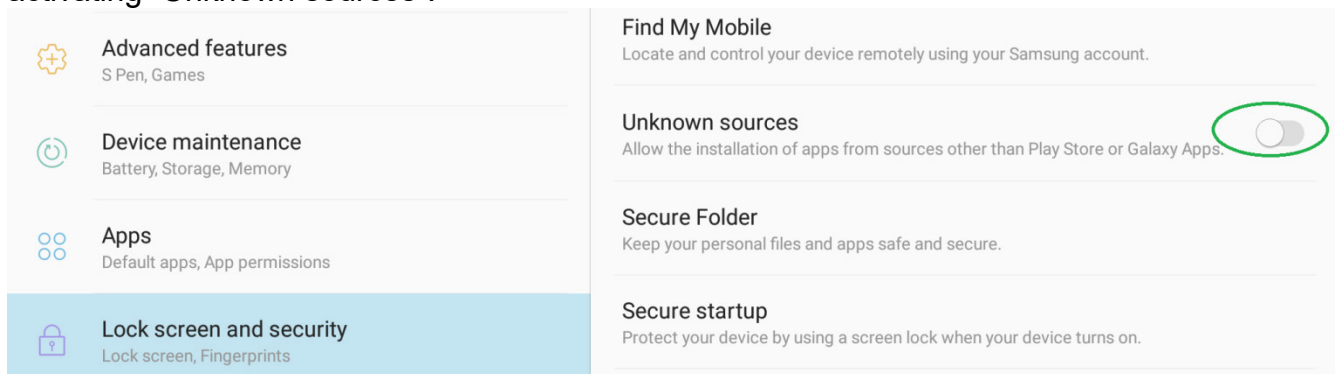 Advanced features
S Pen, Games
Device maintenance
Battery, Storage, Memory
Apps
Default apps, App permissions
Lock screen and security
Lock screen, Fingerprints
Find My Mobile
Locate and control your device remotely using your Samsung account.
Unknown sources
Allow the installation of apps from sources other than Play Store or Galaxy Apps.
Secure Folder
Keep your personal files and apps safe and secure.
Secure startup
Protect your device by using a screen lock when your device turns on.